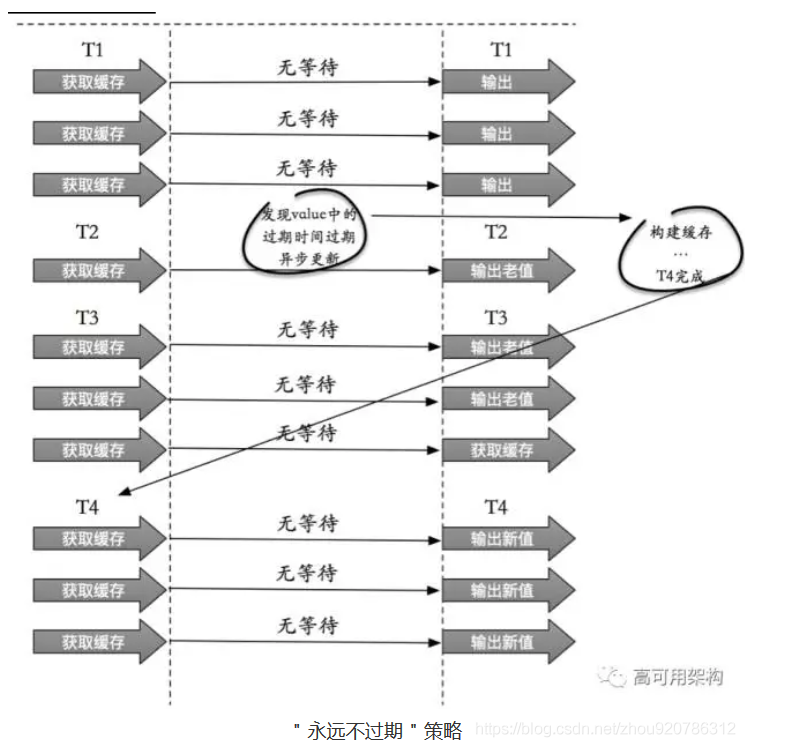 T1 T1
获取缓存 无等待 输出
获取缓存 无等待 输出
获取缓存 无等待 输出
发现value中的
过期时间过期
异步更新
构建缓存
...
T4完成
T2 T2
获取缓存 输出老值
T3 T3
获取缓存 无等待 输出老值
获取缓存 无等待 输出老值
获取缓存 无等待 获取缓存
T4 T4
获取缓存 无等待 输出新值
获取缓存 无等待 输出新值
获取缓存 无等待 输出新值
高可用架构
"永远不过期"策略
https://blog.csdn.net/zhou920786312